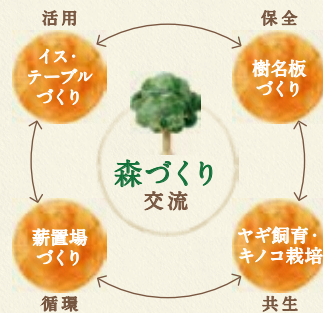 活用
イス・
テーブル
づくり
保全
樹名板
づくり
森づくり
交流
薪置場
づくり
循環
ヤギ飼育・
キノコ栽培
共生